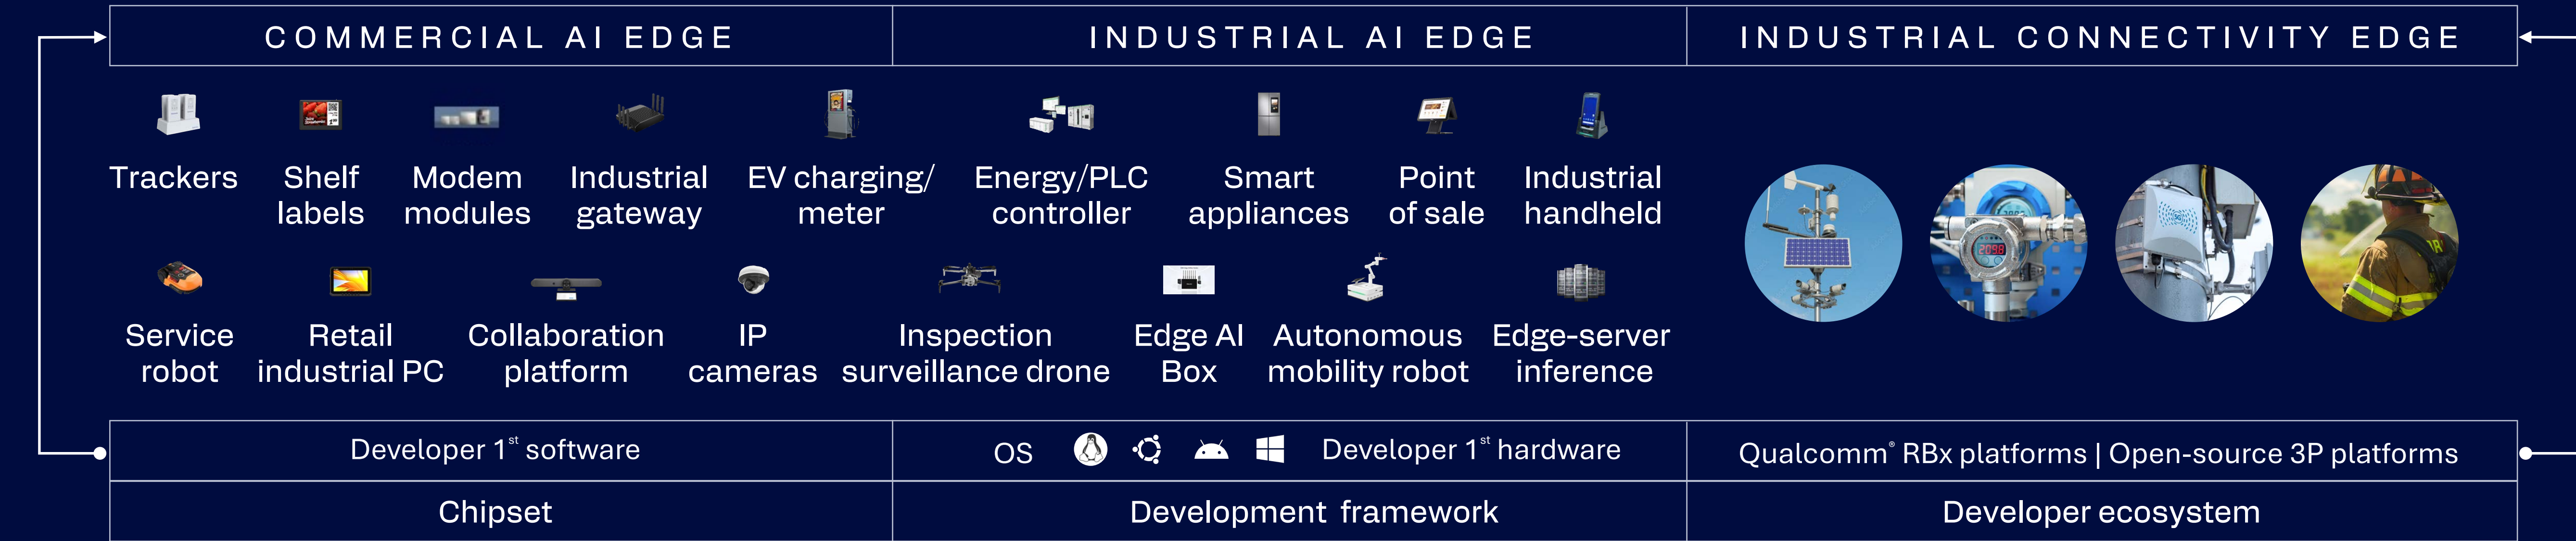 COMMERCIAL AI EDGE
INDUSTRIAL AI EDGE
INDUSTRIAL CONNECTIVITY EDGE
Trackers
Shelf
labels
Modem
modules
Industrial
gateway
EV charging/
meter
Energy/PLC
controller
Smart
appliances
Point
of sale
Industrial
handheld
Service
robot
Retail
industrial PC
Collaboration
platform
IP
cameras
Inspection
surveillance drone
Edge AI
Box
Autonomous
mobility robot
Edge-server
inference
2098
5G
Developer 1st software
OS
Developer 1st hardware
Qualcomm® RBx platforms | Open-source 3P platforms
Chipset
Development framework
Developer ecosystem